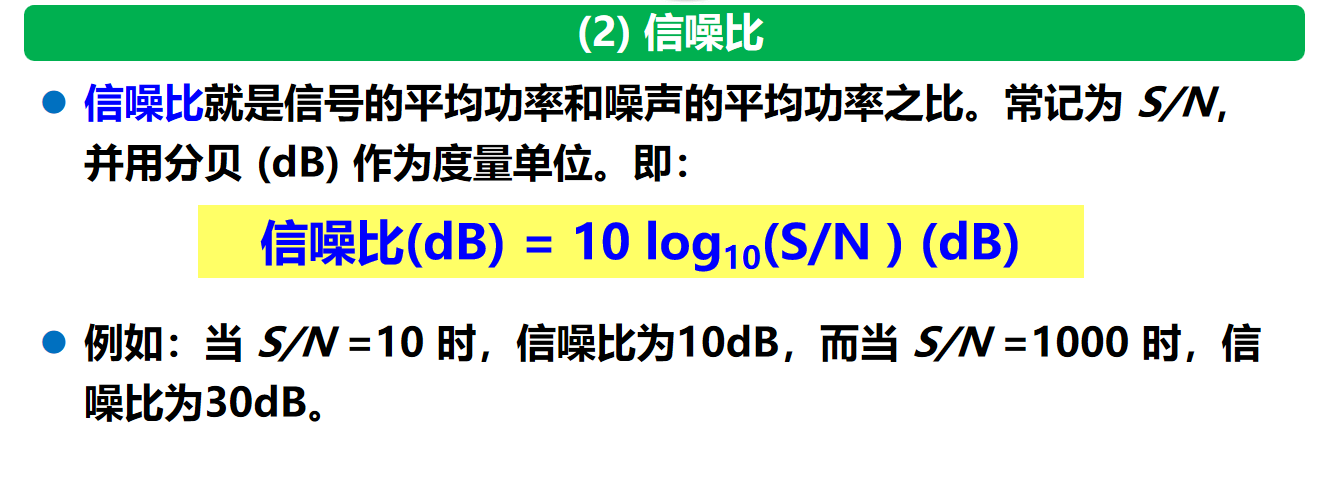 (2) 信噪比
信噪比就是信号的平均功率和噪声的平均功率之比。常记为 S/N，
并用分贝 (dB) 作为度量单位。即：
信噪比(dB) = 10 log₁₀(S/N ) (dB)
例如：当 S/N =10 时，信噪比为10dB，而当 S/N =1000 时，信
噪比为30dB。